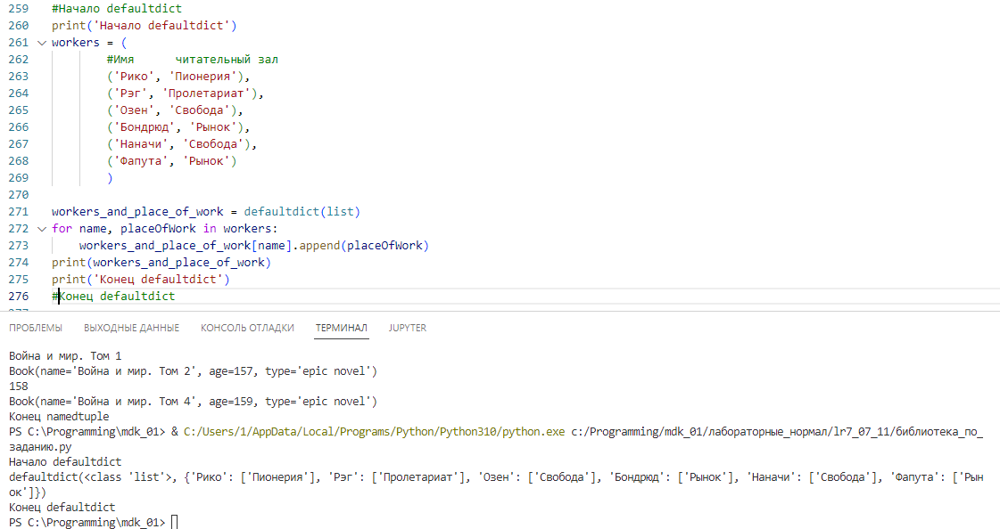 259 #Начало defaultdict
260 print('Начало defaultdict')
261 workers = (
262 #Имя читательный зал
263 ('Рико', 'Пионерия'),
264 ('Рэг', 'Пролетариат'),
265 ('Озен', 'Свобода'),
266 ('Бондрюд', 'Рынок'),
267 ('Наначи', 'Свобода'),
268 ('Фапута', 'Рынок')
269 )
270
271 workers_and_place_of_work = defaultdict(list)
272 for name, placeOfWork in workers:
273 workers_and_place_of_work[name].append(placeOfWork)
274 print(workers_and_place_of_work)
275 print('Конец defaultdict')
276 #Конец defaultdict
ПРОБЛЕМЫ ВЫХОДНЫЕ ДАННЫЕ КОНСОЛЬ ОТЛАДКИ ТЕРМИНАЛ JUPYTER
Война и мир. Том 1
Book(name='Война и мир. Том 2', age=157, type='epic novel')
158
Book(name='Война и мир. Том 4', age=159, type='epic novel')
Конец namedtuple
PS C:\Programming\mdk_01> & C:/Users/1/AppData/Local/Programs/Python/Python310/python.exe c:/Programming/mdk_01/лабораторные_нормал/lr7_07_11/библиотека_по_
заданию.py
Начало defaultdict
defaultdict(<class 'list'>, {'Рико': ['Пионерия'], 'Рэг': ['Пролетариат'], 'Озен': ['Свобода'], 'Бондрюд': ['Рынок'], 'Наначи': ['Свобода'], 'Фапута': ['Рын
ок']})
Конец defaultdict
PS C:\Programming\mdk_01>